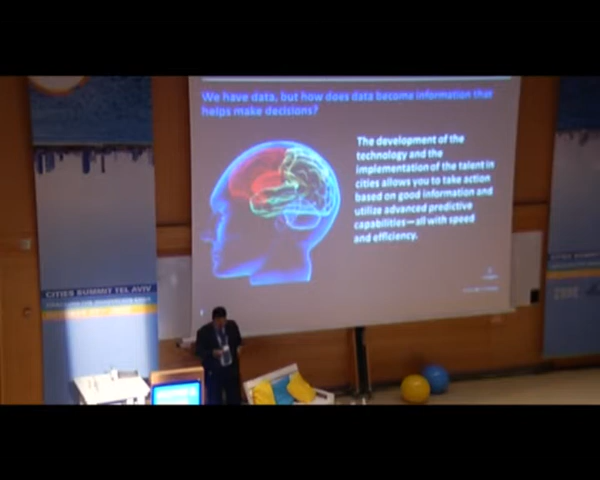 We have data, but how does data become information that
helps make decisions?
The development of the
technology and the
implementation of the talent in
cities allows you to take action
based on good information and
utilize advanced predictive
capabilities—all with speed
and efficiency.
CITIES SUMMIT TEL AVIV